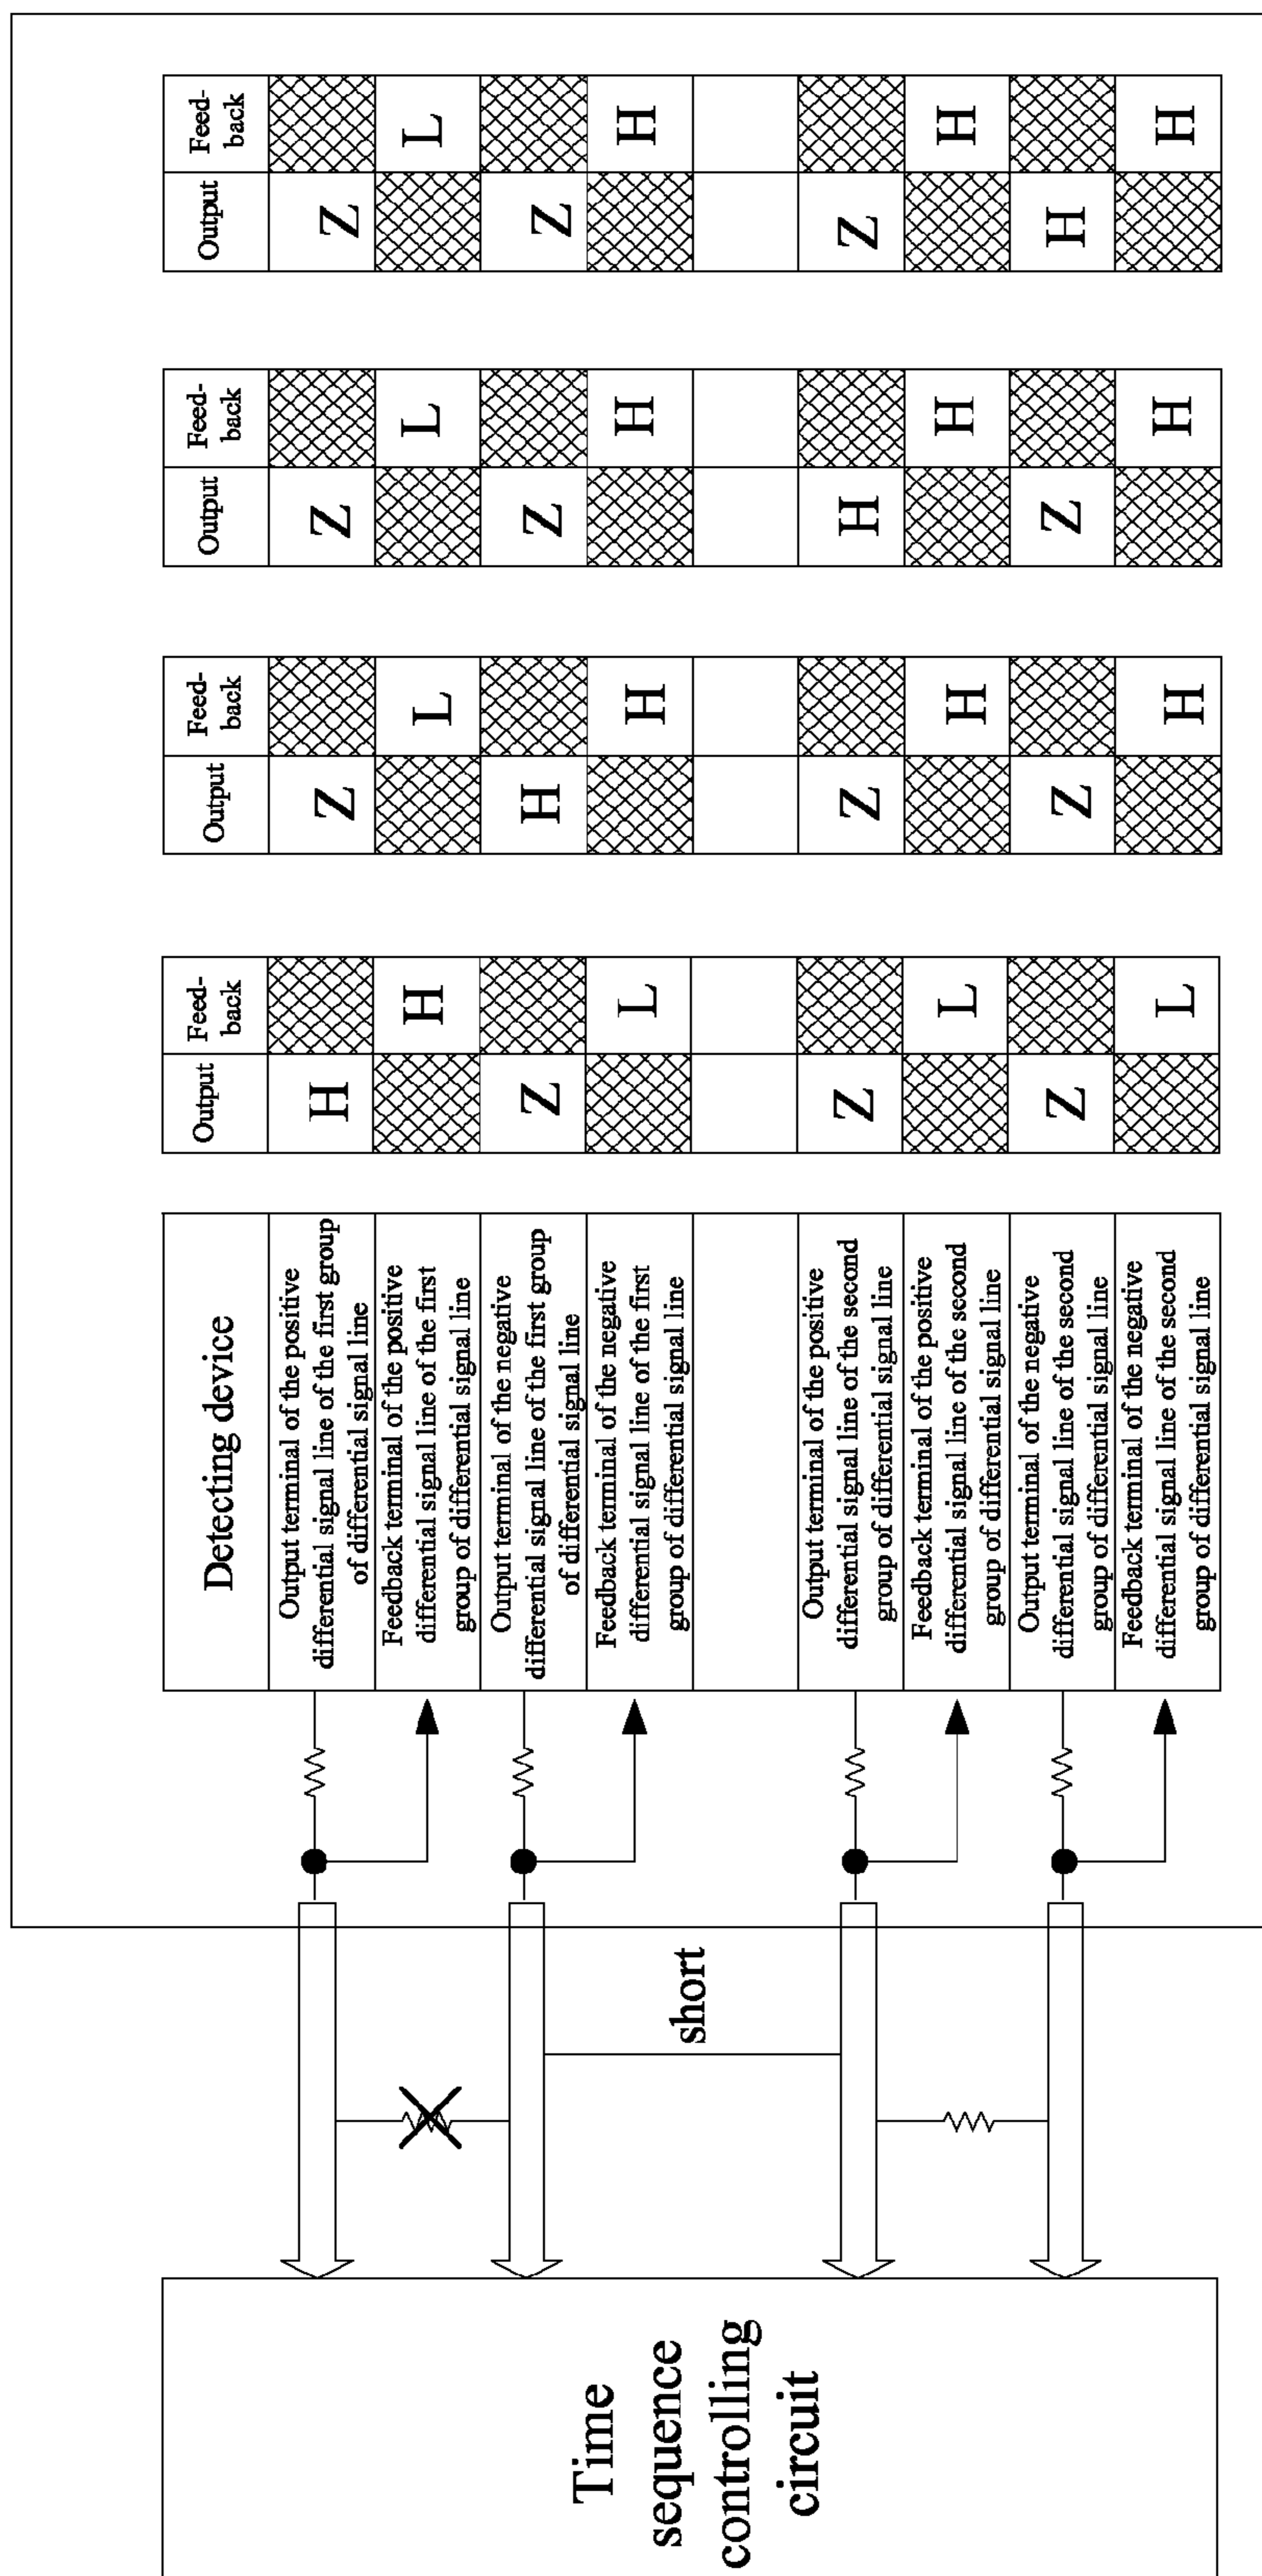 Time
sequence
controlling
circuit
short
Detecting device
Output terminal of the positive
differential signal line of the first group
of differential signal line
Feedback terminal of the positive
differential signal line of the first
group of differential signal line
Output terminal of the negative
differential signal line of the first group
of differential signal line
Feedback terminal of the negative
differential signal line of the first
group of differential signal line
Output terminal of the positive
differential signal line of the second
group of differential signal line
Feedback terminal of the positive
differential signal line of the second
group of differential signal line
Output terminal of the negative
differential signal line of the second
group of differential signal line
Feedback terminal of the negative
differential signal line of the second
group of differential signal line
Output
Feed-
back
H
H
Z
L
Z
L
Z
L
Output
Feed-
back
Z
L
H
H
Z
H
Z
H
Output
Feed-
back
Z
L
Z
H
H
H
Z
H
Output
Feed-
back
Z
L
Z
H
Z
H
H
H